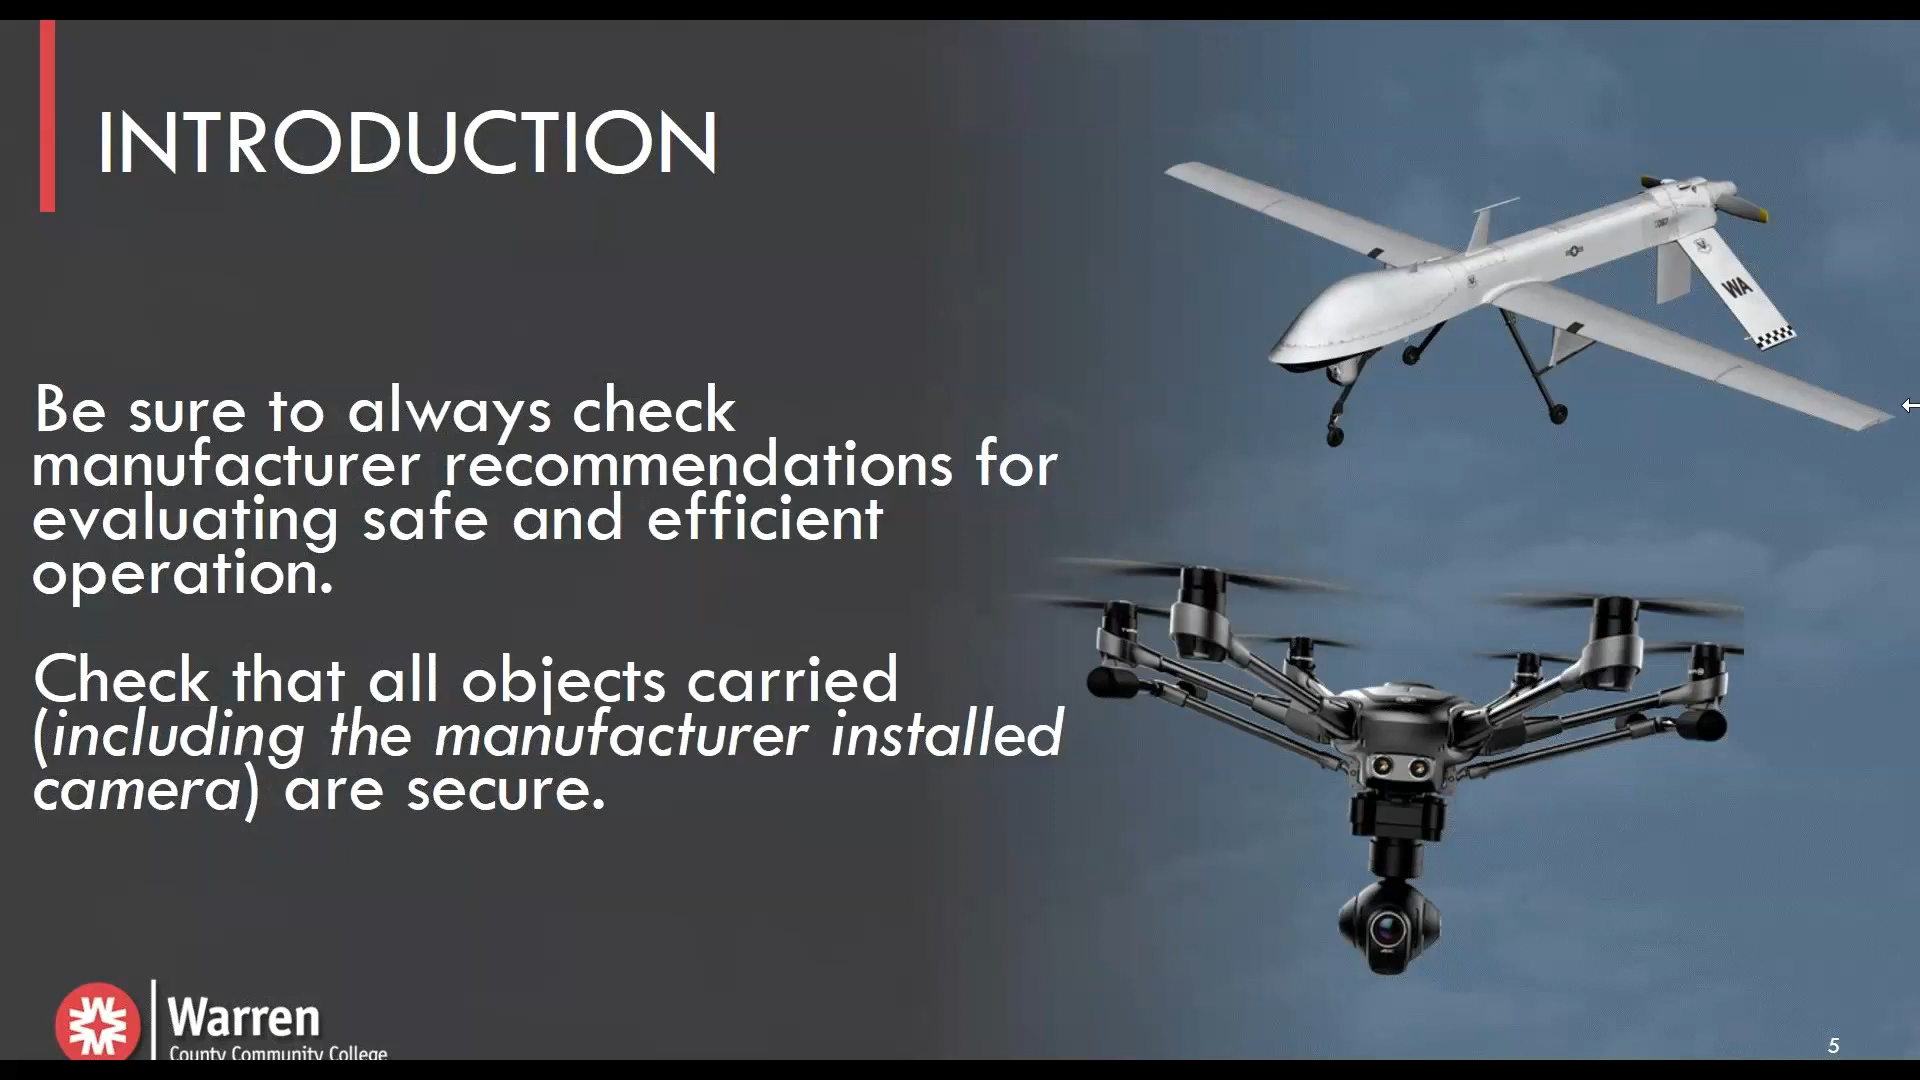 INTRODUCTION
Be sure to always check
manufacturer recommendations for
evaluating safe and efficient
operation.
Check that all objects carried
(including the manufacturer installed
camera) are secure.
WA
Warren
County Community College
5